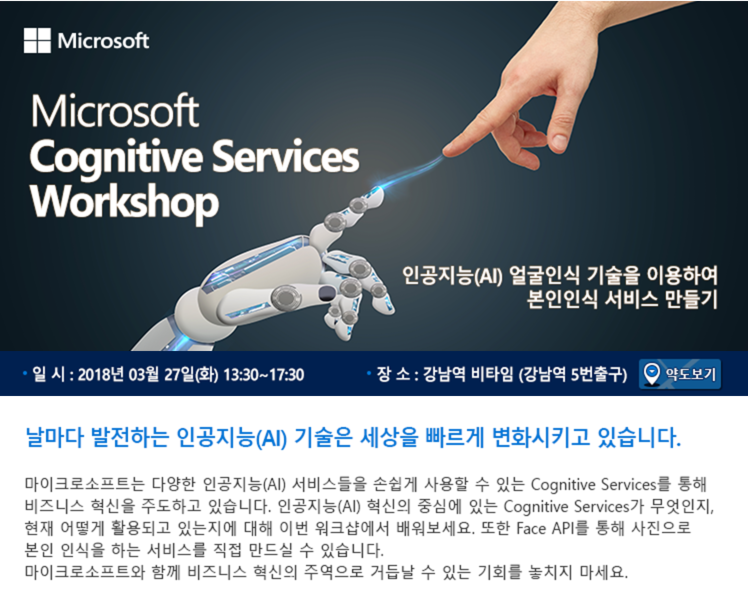 Microsoft
Microsoft
Cognitive Services
Workshop
인공지능(AI) 얼굴인식 기술을 이용하여
본인인식 서비스 만들기
· 일 시 : 2018년 03월 27일(화) 13:30~17:30
· 장 소 : 강남역 비타임 (강남역 5번출구)
약도보기
날마다 발전하는 인공지능(AI) 기술은 세상을 빠르게 변화시키고 있습니다.
마이크로소프트는 다양한 인공지능(AI) 서비스들을 손쉽게 사용할 수 있는 Cognitive Services를 통해
비즈니스 혁신을 주도하고 있습니다. 인공지능(AI) 혁신의 중심에 있는 Cognitive Services가 무엇인지,
현재 어떻게 활용되고 있는지에 대해 이번 워크샵에서 배워보세요. 또한 Face API를 통해 사진으로
본인 인식을 하는 서비스를 직접 만드실 수 있습니다.
마이크로소프트와 함께 비즈니스 혁신의 주역으로 거듭날 수 있는 기회를 놓치지 마세요.